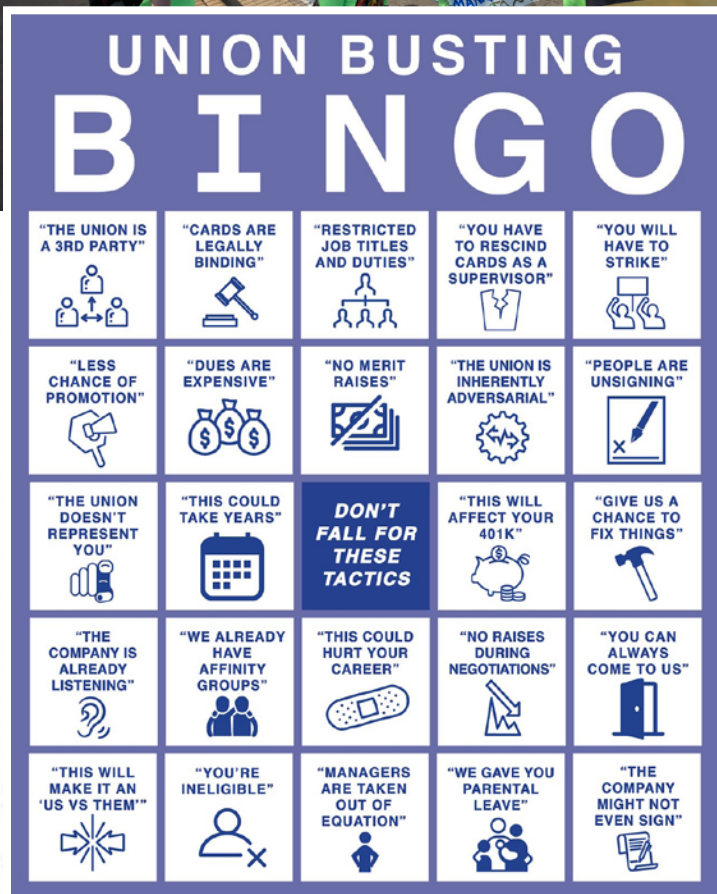 UNION BUSTING
BINGO
“THE UNION IS
A 3RD PARTY”
“CARDS ARE
LEGALLY
BINDING”
“RESTRICTED
JOB TITLES
AND DUTIES”
“YOU HAVE
TO RESCIND
CARDS AS A
SUPERVISOR”
“YOU WILL
HAVE TO
STRIKE”
“LESS
CHANCE OF
PROMOTION”
“DUES ARE
EXPENSIVE”
$ $ $
“NO MERIT
RAISES”
“THE UNION IS
INHERENTLY
ADVERSARIAL”
“PEOPLE ARE
UNSIGNING”
X
“THE UNION
DOESN’T
REPRESENT
YOU”
“THIS COULD
TAKE YEARS”
DON’T
FALL FOR
THESE
TACTICS
“THIS WILL
AFFECT YOUR
401K”
$
“GIVE US A
CHANCE TO
FIX THINGS”
“THE
COMPANY IS
ALREADY
LISTENING”
“WE ALREADY
HAVE
AFFINITY
GROUPS”
“THIS COULD
HURT YOUR
CAREER”
“NO RAISES
DURING
NEGOTIATIONS”
“YOU CAN
ALWAYS
COME TO US”
“THIS WILL
MAKE IT AN
‘US VS THEM’”
“YOU’RE
INELIGIBLE”
“MANAGERS
ARE TAKEN
OUT OF
EQUATION”
“WE GAVE YOU
PARENTAL
LEAVE”
“THE
COMPANY
MIGHT NOT
EVEN SIGN”